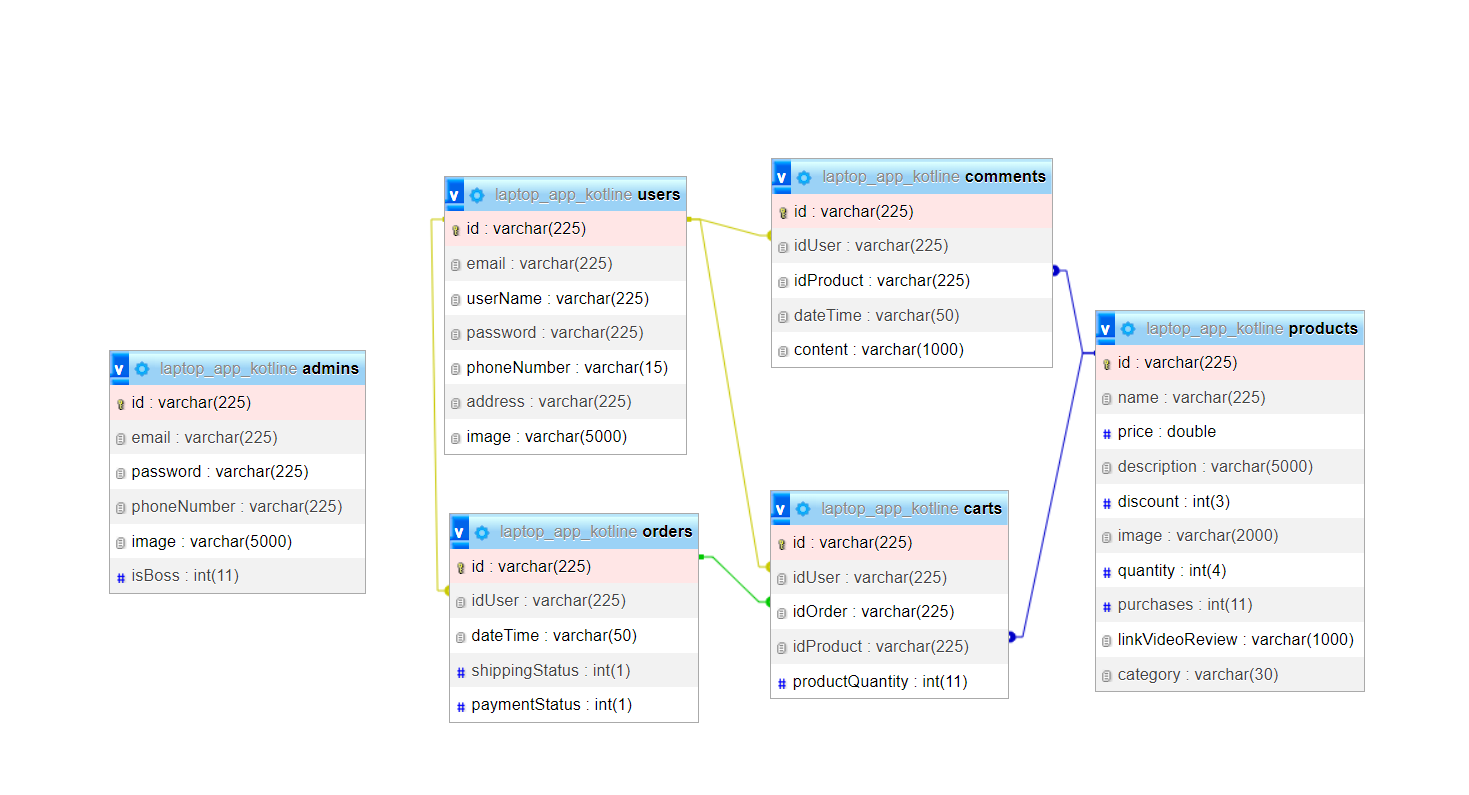 v laptop_app_kotline users
id : varchar(225)
email : varchar(225)
userName : varchar(225)
password : varchar(225)
phoneNumber : varchar(15)
address : varchar(225)
image : varchar(5000)
v laptop_app_kotline comments
id : varchar(225)
idUser : varchar(225)
idProduct : varchar(225)
dateTime : varchar(50)
content : varchar(1000)
v laptop_app_kotline products
id : varchar(225)
name : varchar(225)
# price : double
description : varchar(5000)
# discount : int(3)
image : varchar(2000)
# quantity : int(4)
# purchases : int(11)
linkVideoReview : varchar(1000)
category : varchar(30)
v laptop_app_kotline admins
id : varchar(225)
email : varchar(225)
password : varchar(225)
phoneNumber : varchar(225)
image : varchar(5000)
# isBoss : int(11)
v laptop_app_kotline orders
id : varchar(225)
idUser : varchar(225)
dateTime : varchar(50)
# shippingStatus : int(1)
# paymentStatus : int(1)
v laptop_app_kotline carts
id : varchar(225)
idUser : varchar(225)
idOrder : varchar(225)
idProduct : varchar(225)
# productQuantity : int(11)